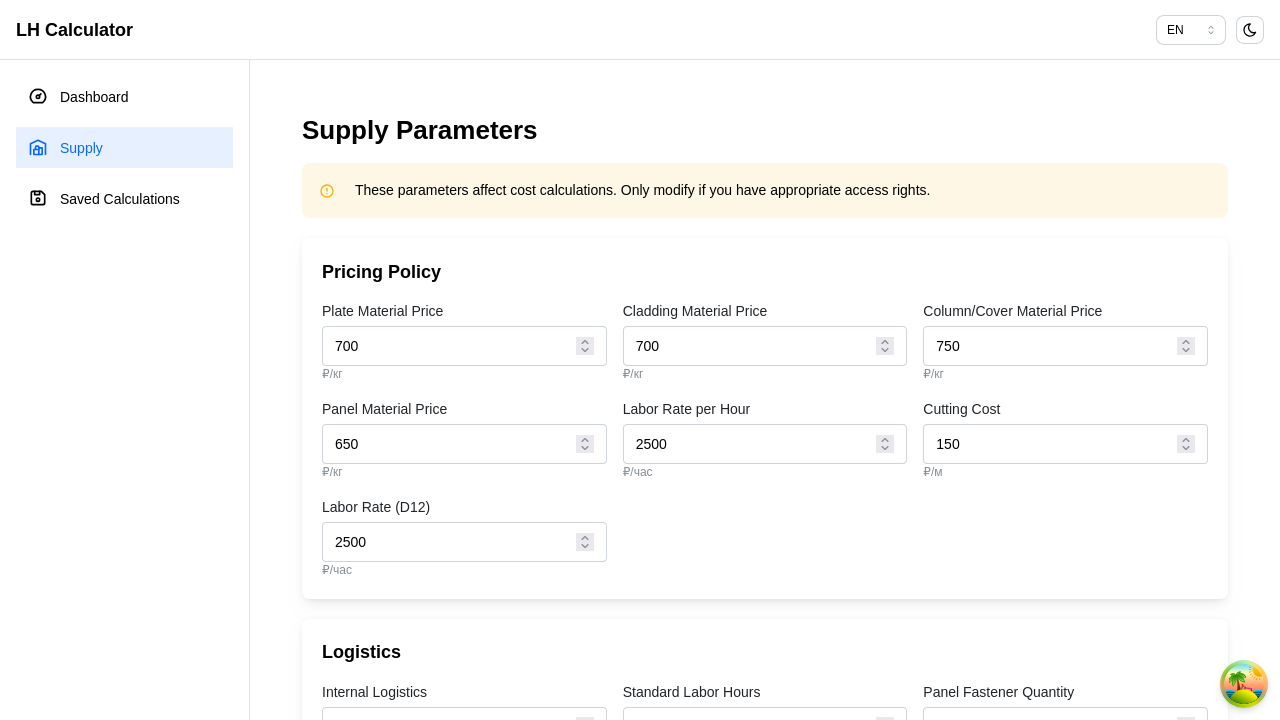 LH Calculator
EN
Dashboard
Supply
Saved Calculations
Supply Parameters
These parameters affect cost calculations. Only modify if you have appropriate access rights.
Pricing Policy
Plate Material Price
Cladding Material Price
Column/Cover Material Price
700
700
750
₽/кг
₽/кг
₽/кг
Panel Material Price
Labor Rate per Hour
Cutting Cost
650
2500
150
₽/кг
₽/час
₽/м
Labor Rate (D12)
2500
₽/час
Logistics
Internal Logistics
Standard Labor Hours
Panel Fastener Quantity